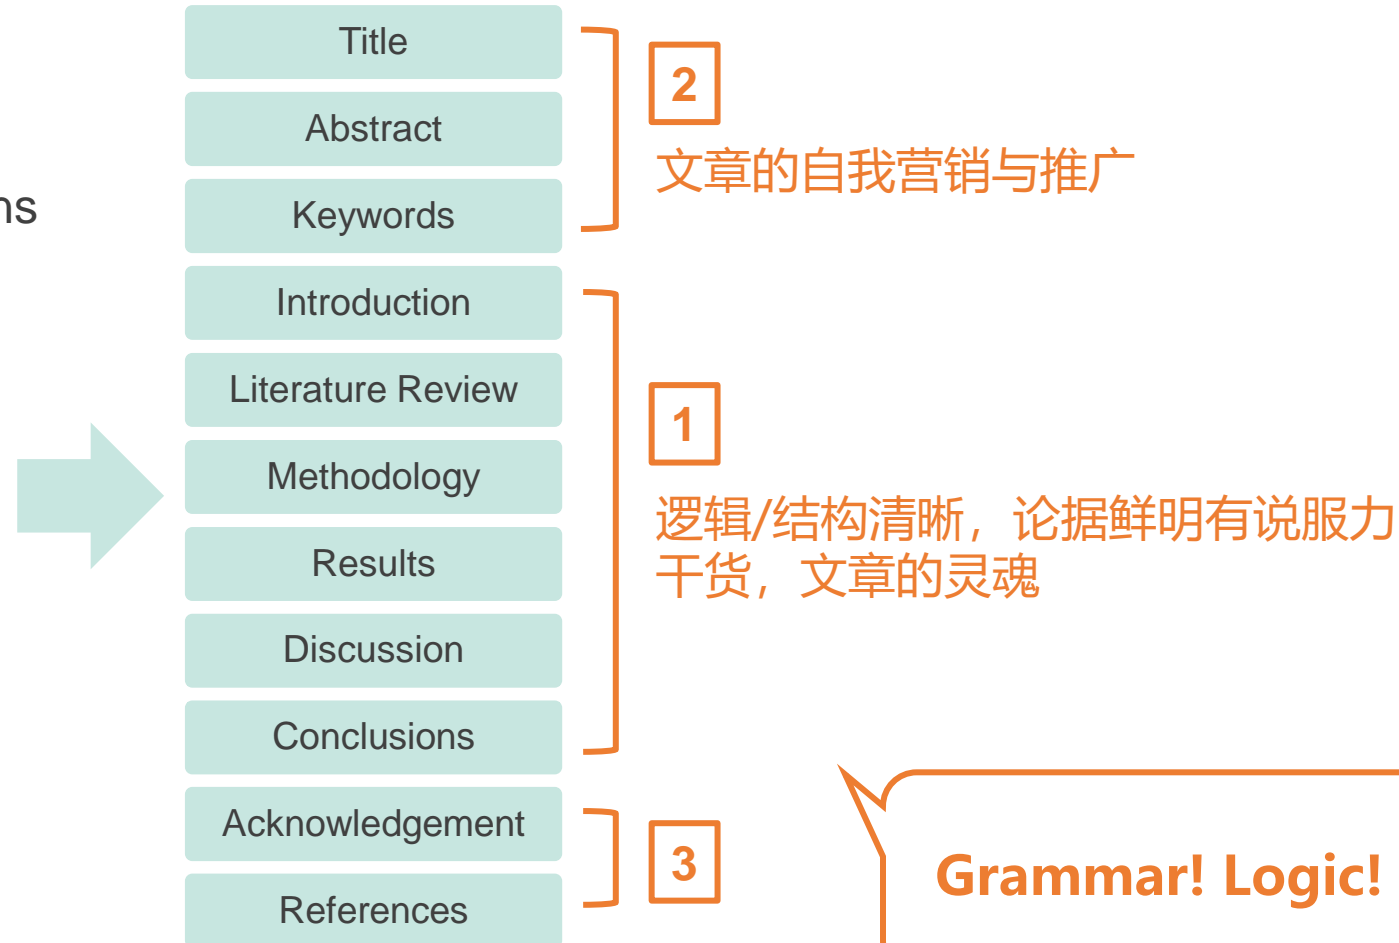 Title
2
Abstract
文章的自我营销与推广
Keywords
Introduction
Literature Review
1
Methodology
逻辑/结构清晰，论据鲜明有说服力
干货，文章的灵魂
Results
Discussion
Conclusions
Acknowledgement
3
References
Grammar! Logic!